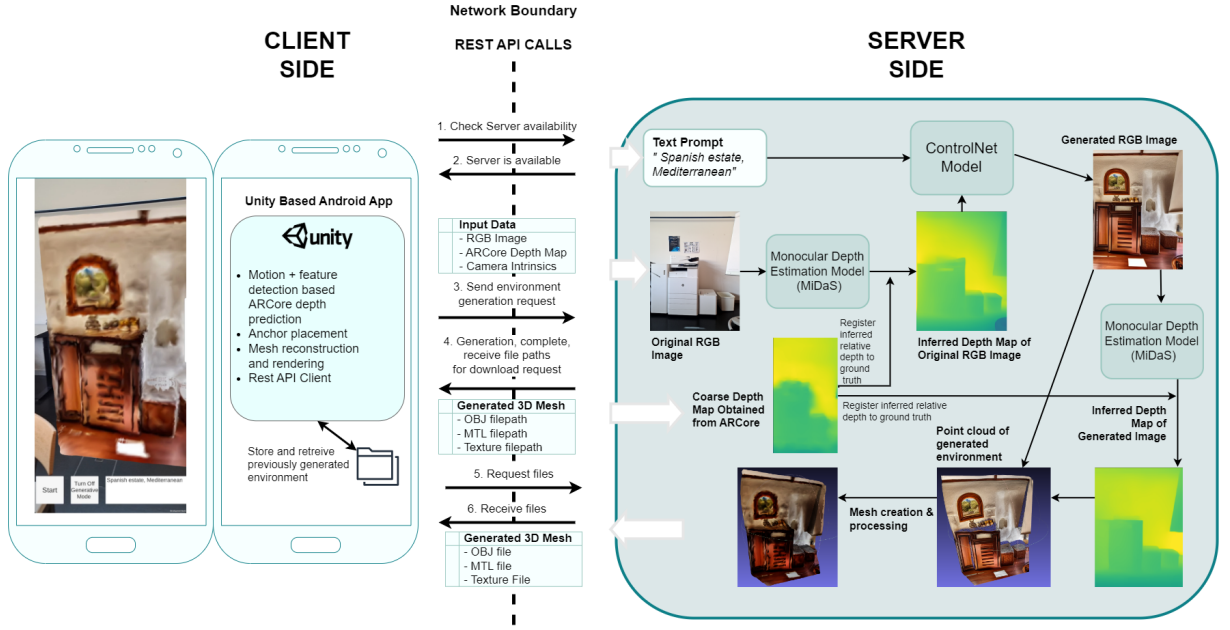 Network Boundary
CLIENT
SIDE
REST API CALLS
SERVER
SIDE
1. Check Server availability
2. Server is available
Input Data
- RGB Image
- ARCore Depth Map
- Camera Intrinsics
3. Send environment
generation request
4. Generation, complete,
receive file paths
for download request
Generated 3D Mesh
- OBJ filepath
- MTL filepath
- Texture filepath
5. Request files
6. Receive files
Generated 3D Mesh
- OBJ file
- MTL file
- Texture File
Start
Turn Off
Generative
Mode
Spanish estate, Mediterranean
Unity Based Android App
unity
• Motion + feature
detection based
ARCore depth
prediction
• Anchor placement
• Mesh reconstruction
and rendering
• Rest API Client
Store and retreive
previously generated
environment
Text Prompt
" Spanish estate,
Mediterranean"
ControlNet
Model
Generated RGB Image
Original RGB
Image
Monocular Depth
Estimation Model
(MiDaS)
Inferred Depth Map of
Original RGB Image
Register
inferred
relative
depth to
ground
truth
Monocular Depth
Estimation Model
(MiDaS)
Coarse Depth
Map Obtained
from ARCore
Register inferred relative
depth to ground truth
Inferred Depth
Map of
Generated Image
Point cloud of
generated
environment
Mesh creation &
processing